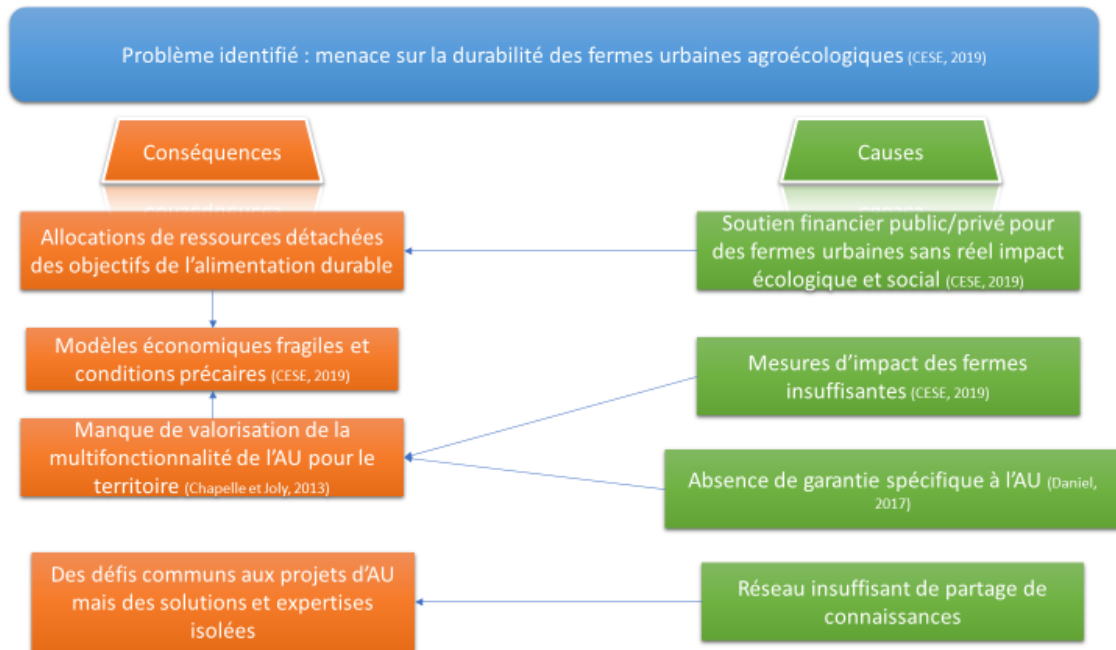 Problème identifié : menace sur la durabilité des fermes urbaines agroécologiques (CESE, 2019)
Conséquences
Causes
Allocations de ressources détachées
des objectifs de l’alimentation durable
Soutien financier public/privé pour
des fermes urbaines sans réel impact
écologique et social (CESE, 2019)
Modèles économiques fragiles et
conditions précaires (CESE, 2019)
Mesures d’impact des fermes
insuffisantes (CESE, 2019)
Manque de valorisation de la
multifonctionnalité de l’AU pour le
territoire (Chapelle et Joly, 2013)
Absence de garantie spécifique à l’AU (Daniel,
2017)
Des défis communs aux projets d’AU
mais des solutions et expertises
isolées
Réseau insuffisant de partage de
connaissances